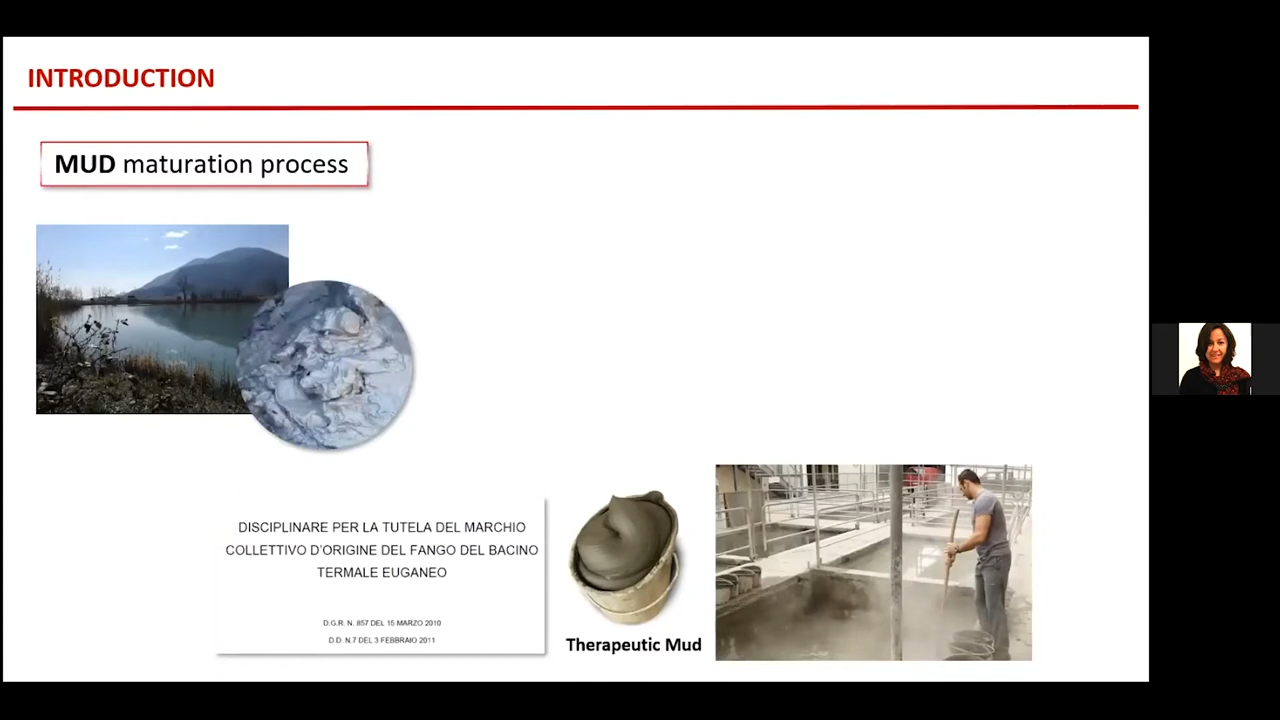 INTRODUCTION
MUD maturation process
DISCIPLINARE PER LA TUTELA DEL MARCHIO
COLLETTIVO D'ORIGINE DEL FANGO DEL BACINO
TERMALE EUGANEO
D.G.R. N. 857 DEL 15 MARZO 2010
D.D. N.7 DEL 3 FEBBRAIO 2011
Therapeutic Mud